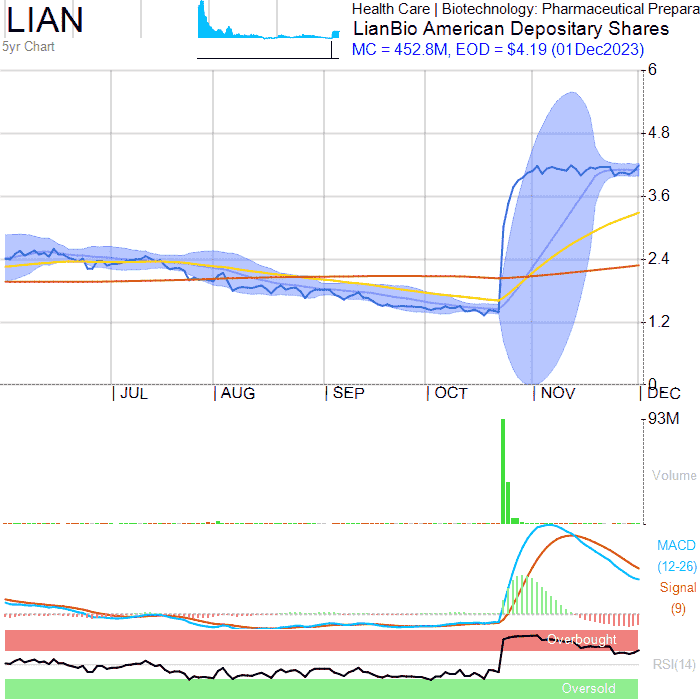 LIAN
5yr Chart
Health Care | Biotechnology: Pharmaceutical Prepara
LianBio American Depositary Shares
MC = 452.8M, EOD = $4.19 (01Dec2023)
6
4.8
3.6
2.4
1.2
0
JUL
AUG
SEP
OCT
NOV
DEC
93M
Volume
MACD
(12-26)
Signal
(9)
Overbought
RSI(14)
Oversold